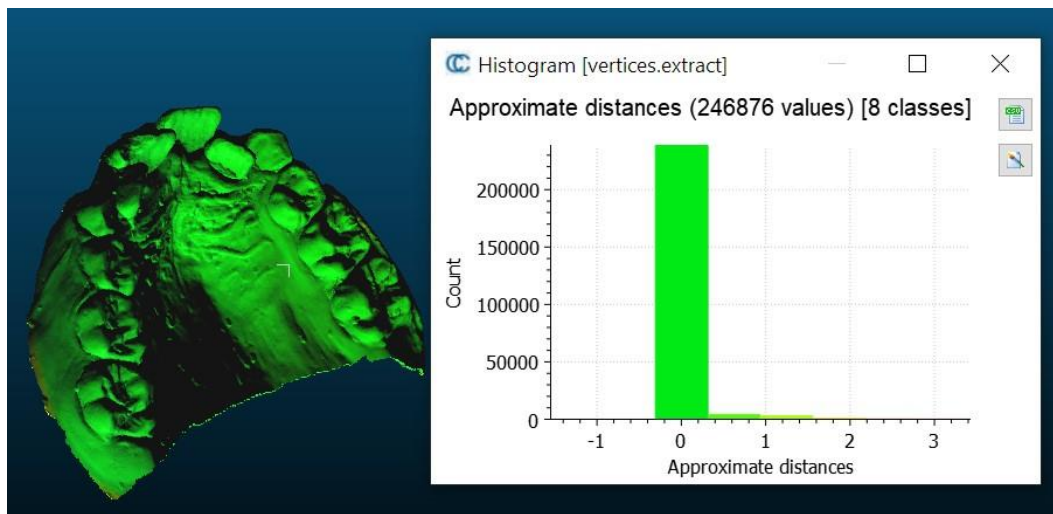 Histogram [vertices.extract]
Approximate distances (246876 values) [8 classes]
CSV
200000
150000
100000
50000
0
Count
-1 0 1 2 3
Approximate distances